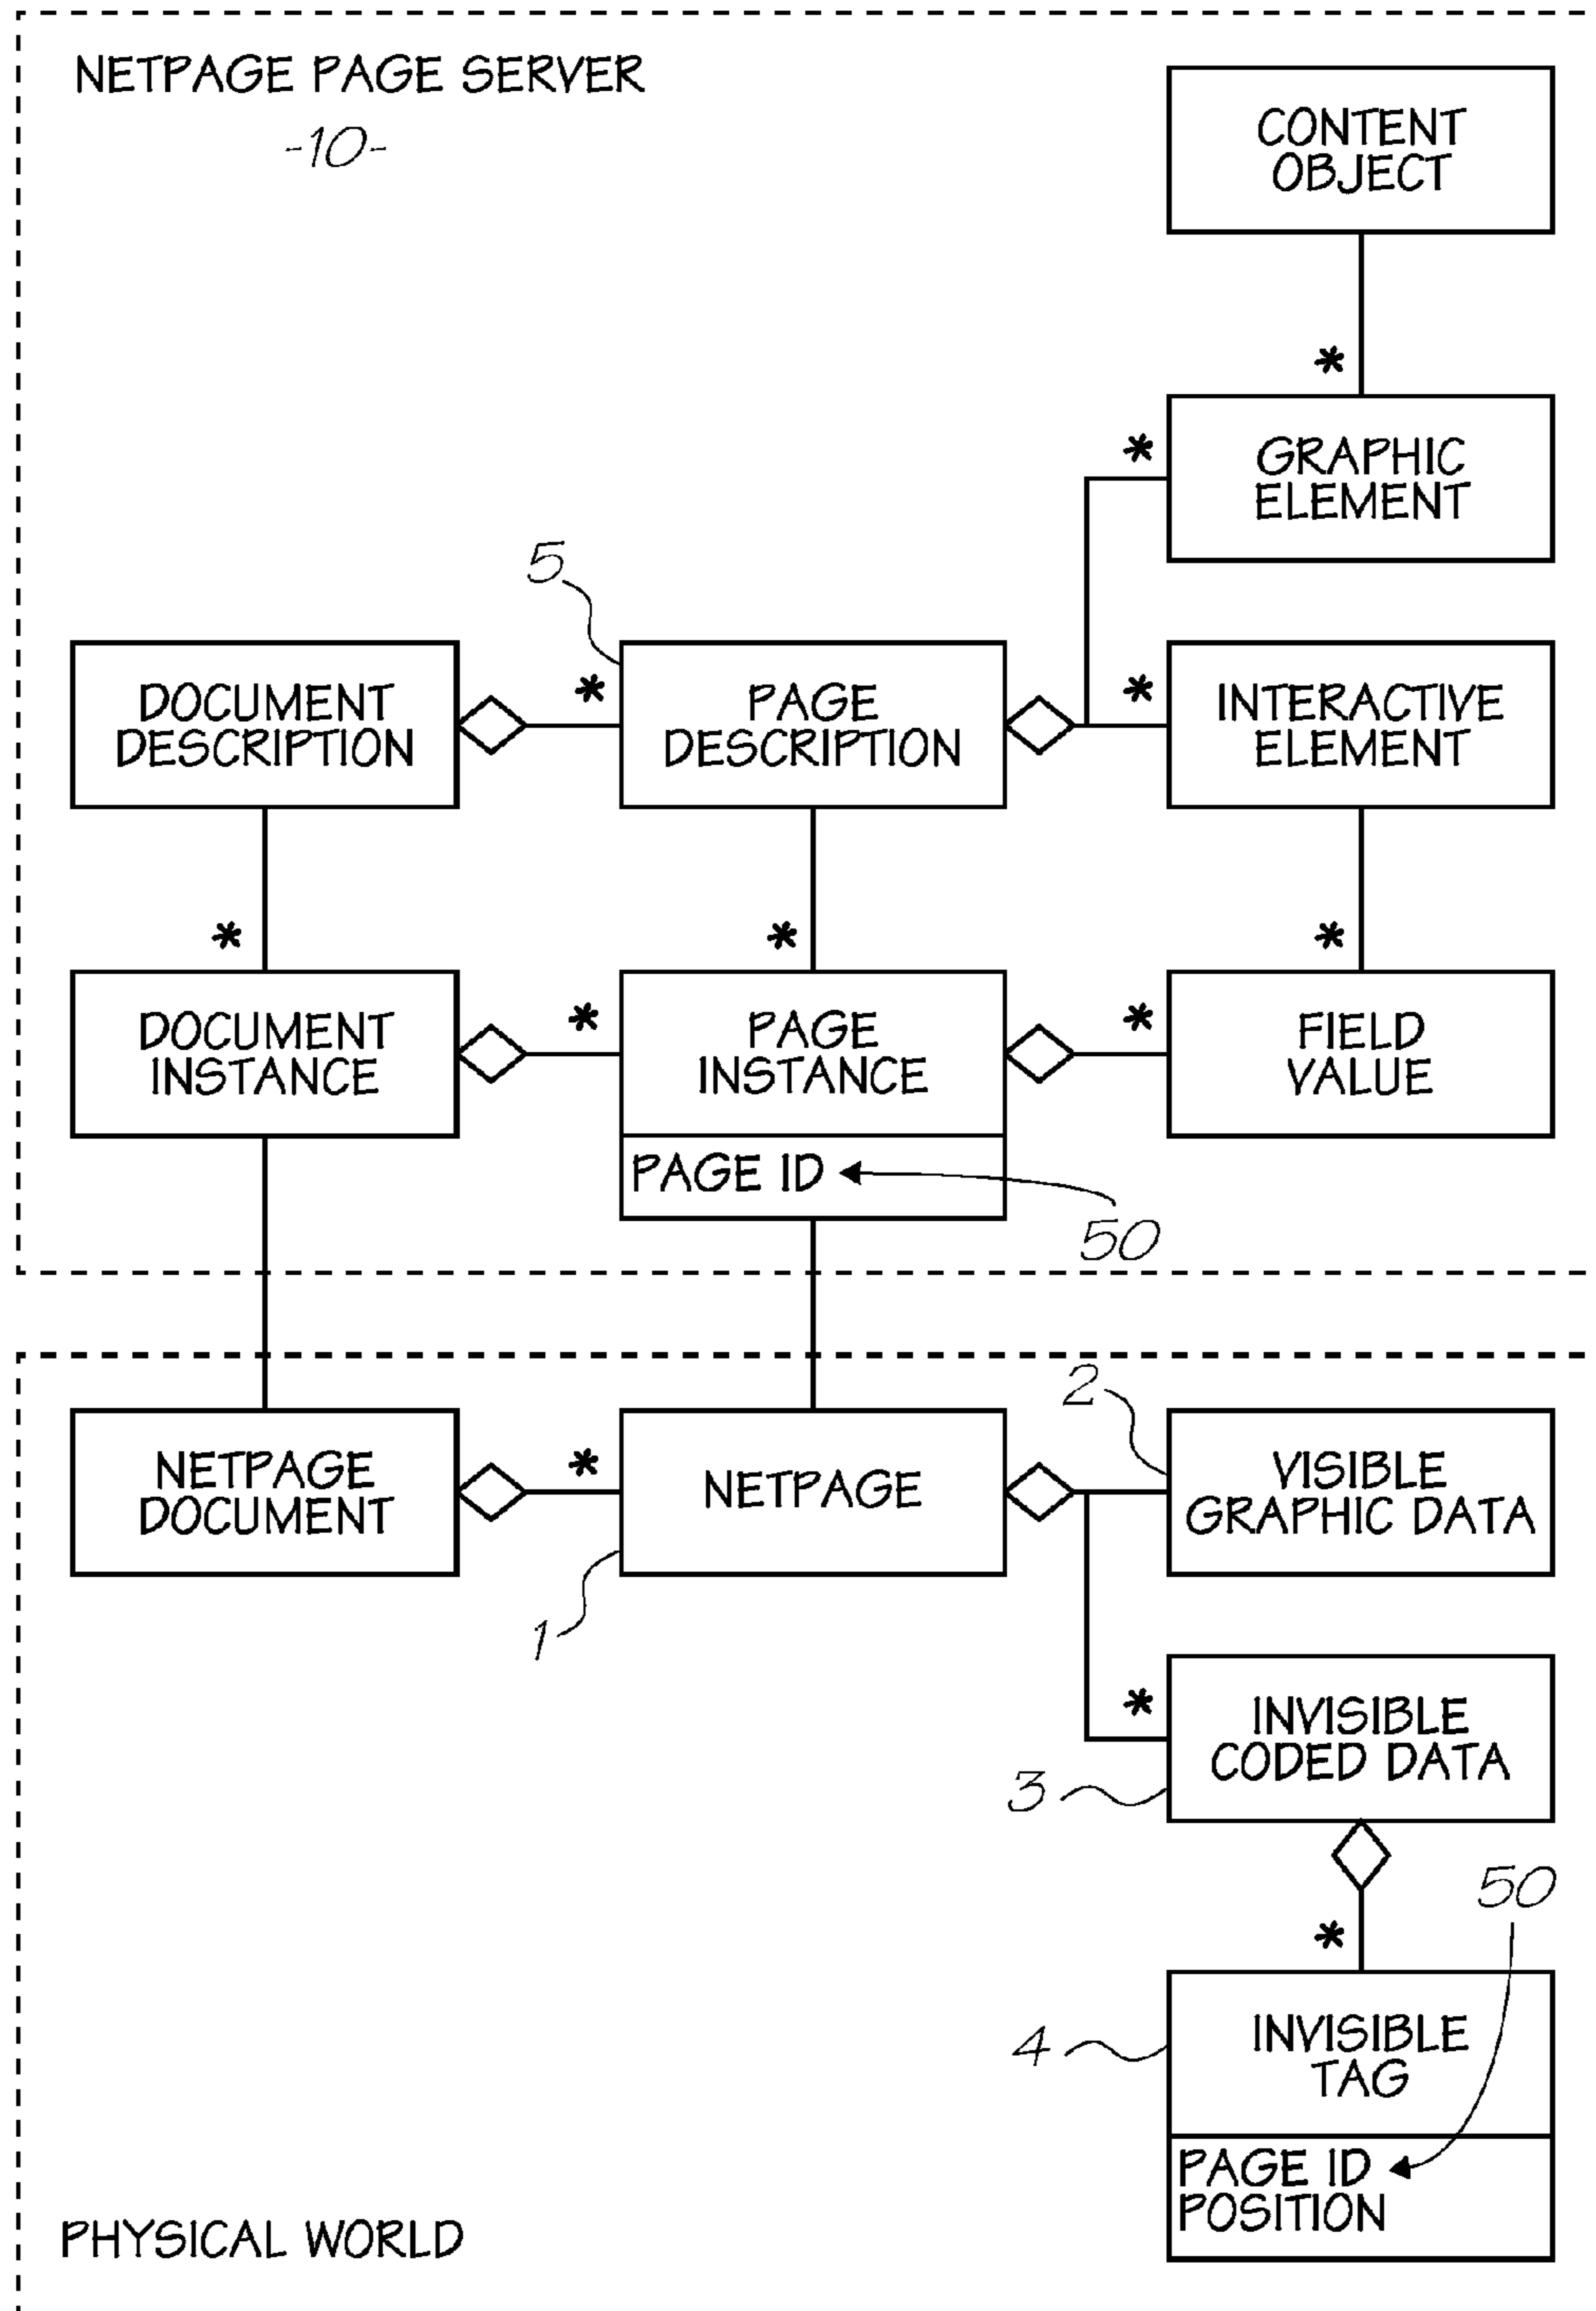 NETPAGE PAGE SERVER
-10-
CONTENT
OBJECT
*
*
GRAPHIC
ELEMENT
5
DOCUMENT
DESCRIPTION
*
PAGE
DESCRIPTION
*
INTERACTIVE
ELEMENT
*
*
*
DOCUMENT
INSTANCE
*
PAGE
INSTANCE
*
FIELD
VALUE
PAGE ID
50
2
NETPAGE
DOCUMENT
*
NETPAGE
VISIBLE
GRAPHIC DATA
1
*
INVISIBLE
CODED DATA
3
50
*
4
INVISIBLE
TAG
PAGE ID
POSITION
PHYSICAL WORLD